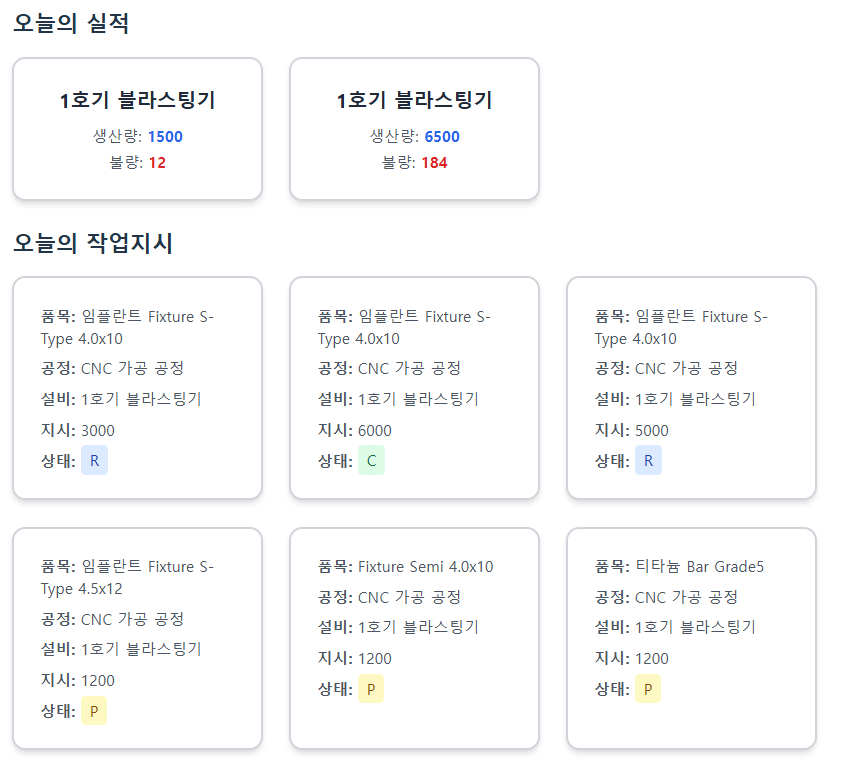 오늘의 실적
1호기 블라스팅기
생산량: 1500
불량: 12
1호기 블라스팅기
생산량: 6500
불량: 184
오늘의 작업지시
품목: 임플란트 Fixture S-
Type 4.0x10
공정: CNC 가공 공정
설비: 1호기 블라스팅기
지시: 3000
상태: R
품목: 임플란트 Fixture S-
Type 4.0x10
공정: CNC 가공 공정
설비: 1호기 블라스팅기
지시: 6000
상태: C
품목: 임플란트 Fixture S-
Type 4.0x10
공정: CNC 가공 공정
설비: 1호기 블라스팅기
지시: 5000
상태: R
품목: 임플란트 Fixture S-
Type 4.5x12
공정: CNC 가공 공정
설비: 1호기 블라스팅기
지시: 1200
상태: P
품목: Fixture Semi 4.0x10
공정: CNC 가공 공정
설비: 1호기 블라스팅기
지시: 1200
상태: P
품목: 티타늄 Bar Grade5
공정: CNC 가공 공정
설비: 1호기 블라스팅기
지시: 1200
상태: P